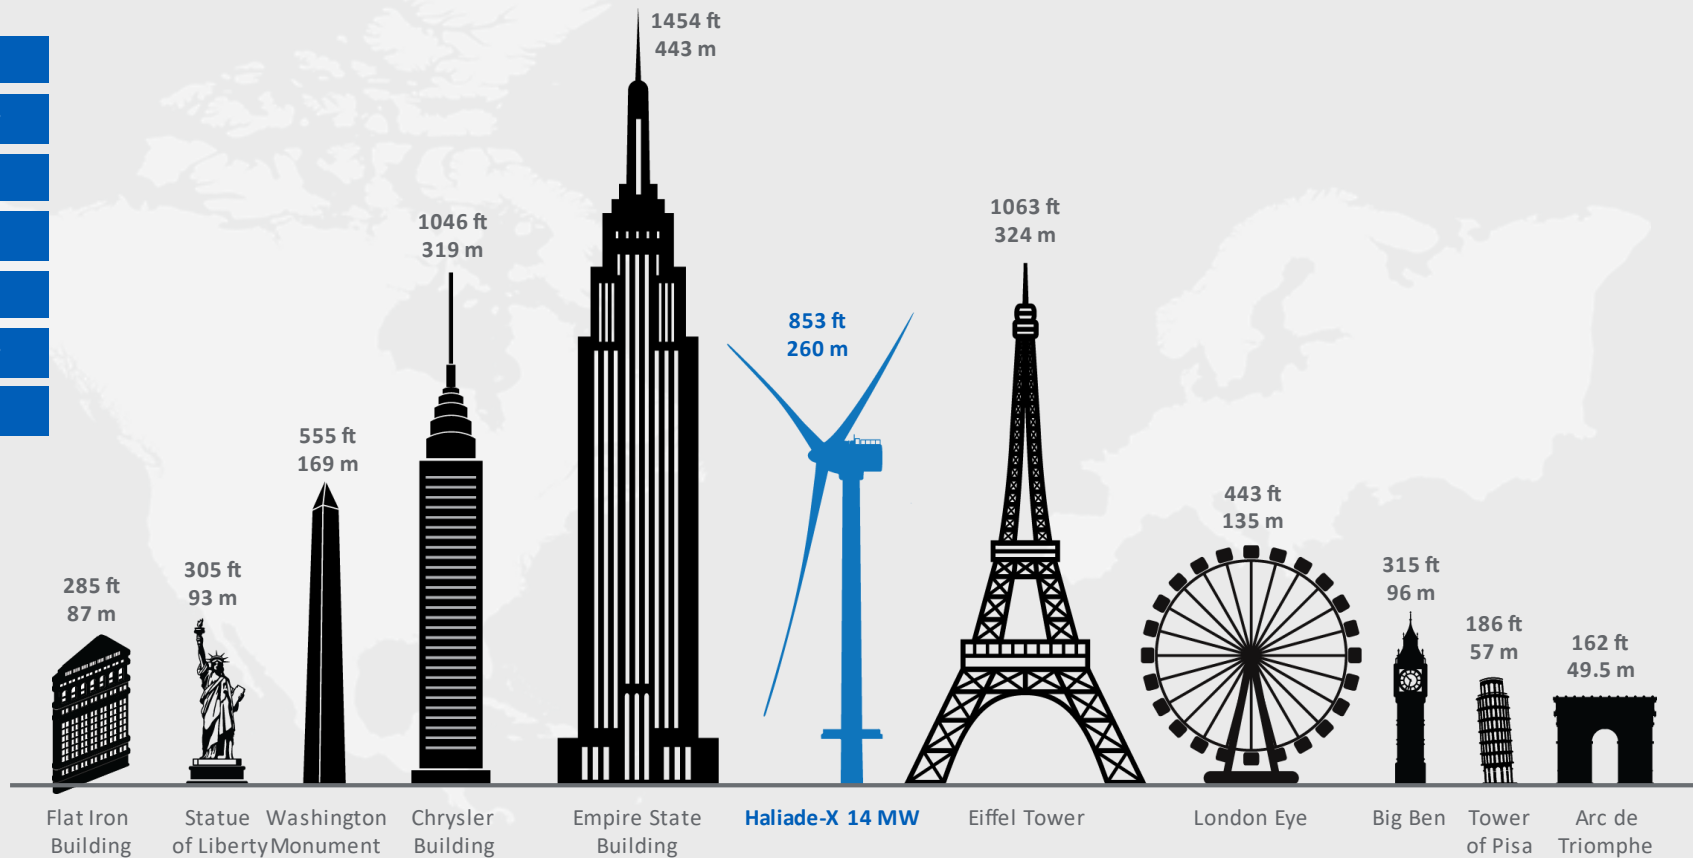 1454 ft
443 m
1046 ft
319 m
1063 ft
324 m
853 ft
260 m
555 ft
169 m
443 ft
135 m
305 ft
93 m
285 ft
87 m
315 ft
96 m
186 ft
57 m
162 ft
49.5 m
Flat Iron
Building
Statue
of Liberty
Washington
Monument
Chrysler
Building
Empire State
Building
Haliade-X 14 MW
Eiffel Tower
London Eye
Big Ben
Tower
of Pisa
Arc de
Triomphe